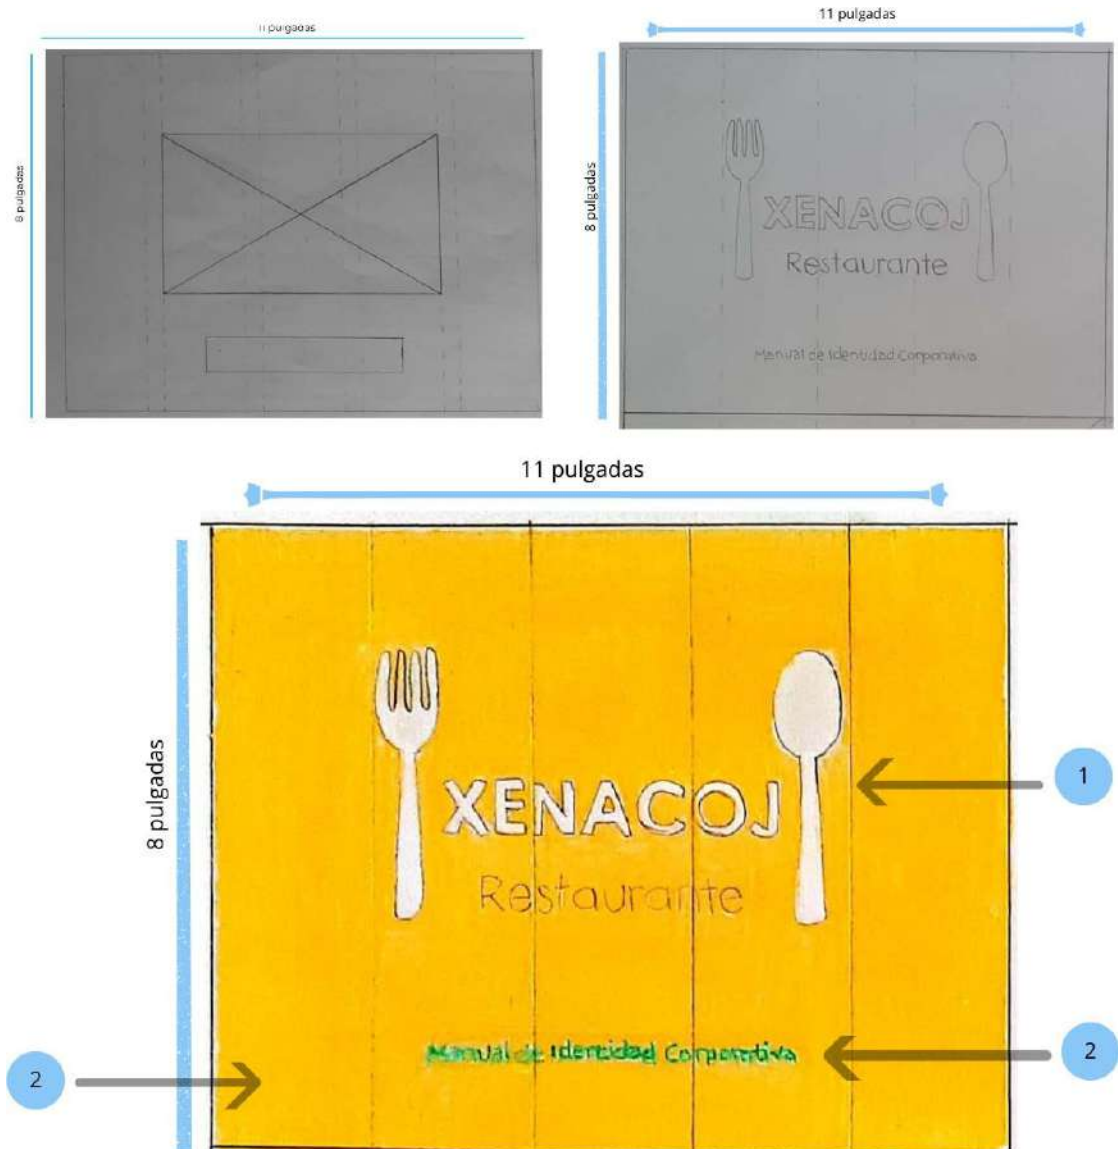 11 pulgadas
8 pulgadas
11 pulgadas
8 pulgadas
XENACOJ
Restaurante
Manual de Identidad Corporativa
11 pulgadas
8 pulgadas
XENACOJ
Restaurante
Manual de Identidad Corporativa
1
2
2